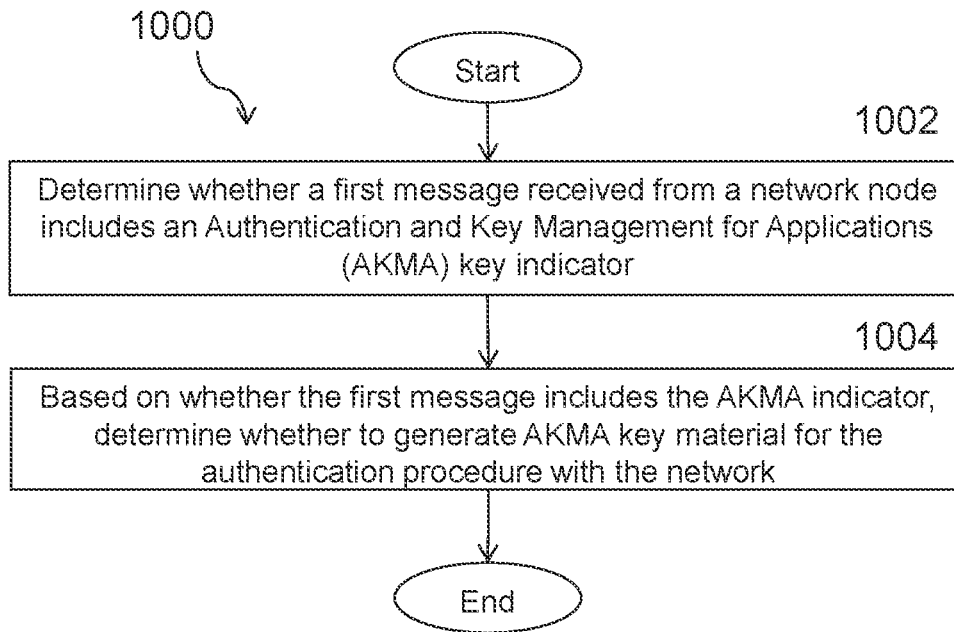 1000
Start
1002
Determine whether a first message received from a network node
includes an Authentication and Key Management for Applications
(AKMA) key indicator
1004
Based on whether the first message includes the AKMA indicator,
determine whether to generate AKMA key material for the
authentication procedure with the network
End